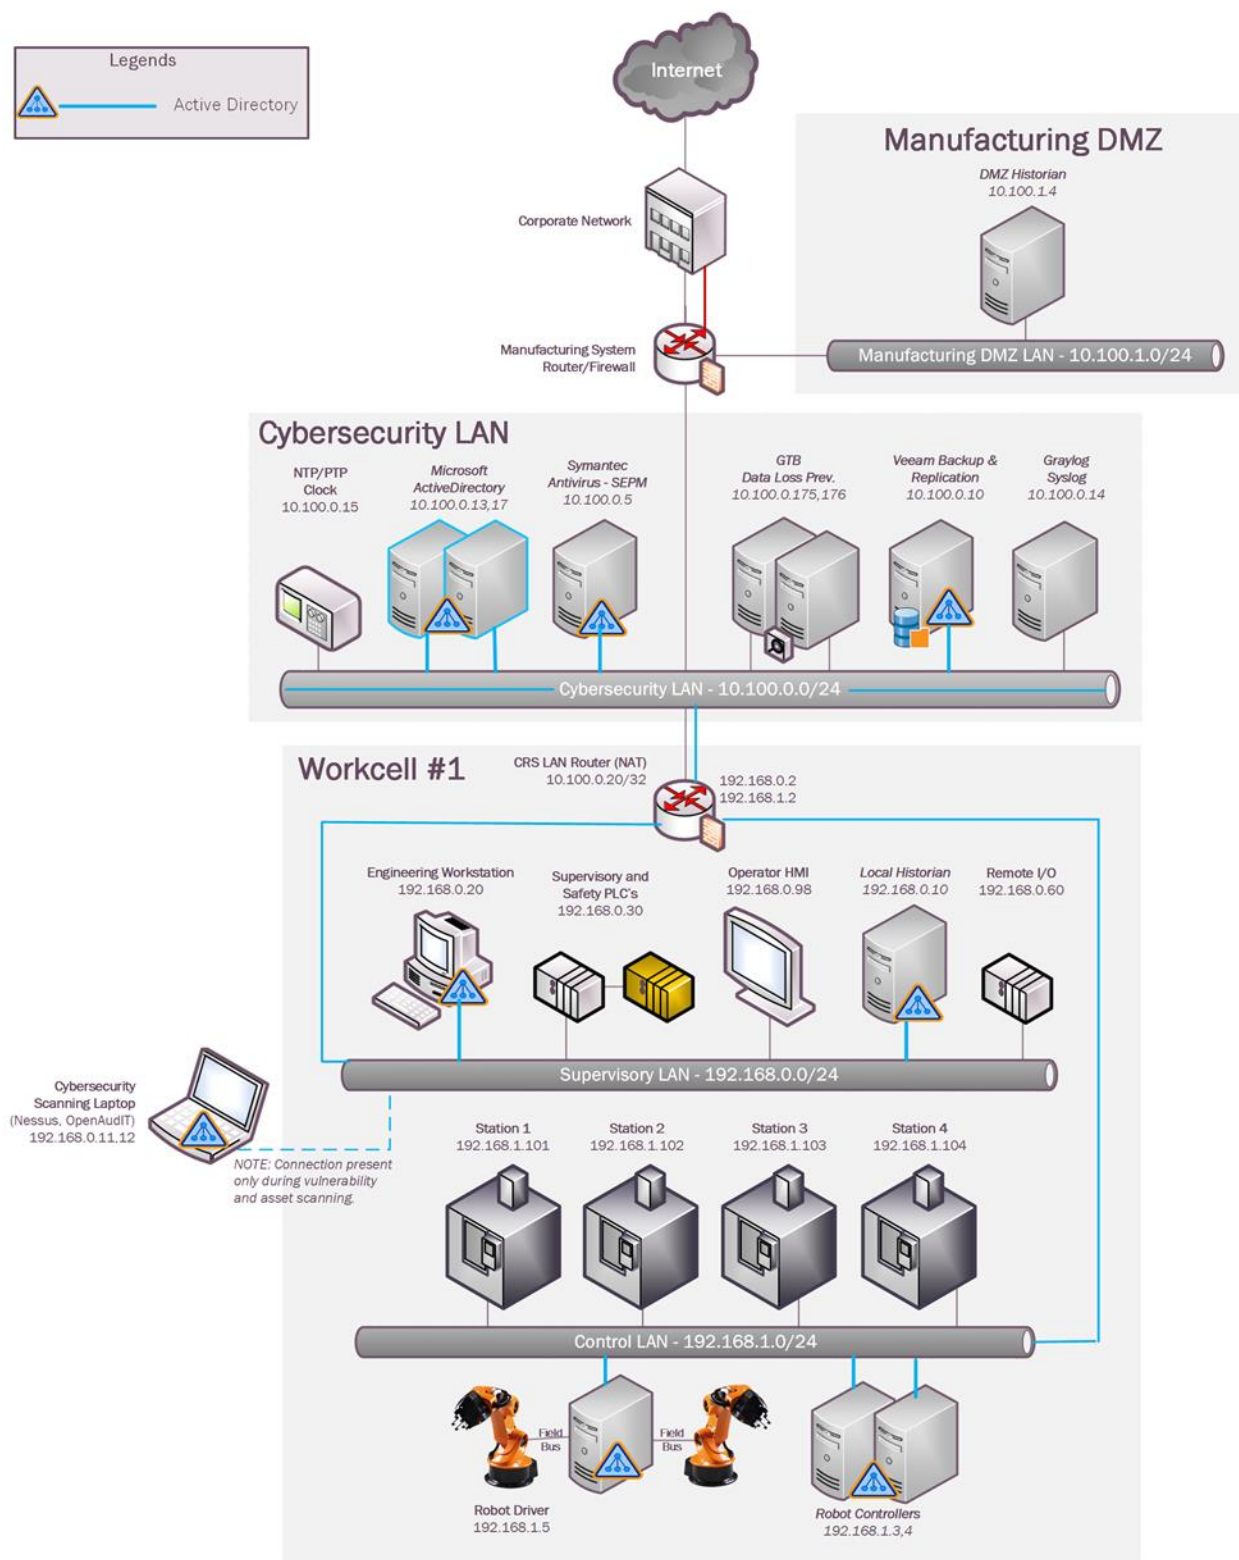 Legends
Active Directory
Internet
Manufacturing DMZ
DMZ Historian
10.100.1.4
Corporate Network
Manufacturing System
Router/Firewall
Manufacturing DMZ LAN - 10.100.1.0/24
Cybersecurity LAN
NTP/PTP
Clock
10.100.0.15
Microsoft
ActiveDirectory
10.100.0.13,17
Symantec
Antivirus - SEPM
10.100.0.5
GTB
Data Loss Prev.
10.100.0.175,176
Veeam Backup &
Replication
10.100.0.10
Graylog
Syslog
10.100.0.14
Cybersecurity LAN - 10.100.0.0/24
Workcell #1
CRS LAN Router (NAT)
10.100.0.20/32
192.168.0.2
192.168.1.2
Engineering Workstation
192.168.0.20
Supervisory and
Safety PLC's
192.168.0.30
Operator HMI
192.168.0.98
Local Historian
192.168.0.10
Remote I/O
192.168.0.60
Supervisory LAN - 192.168.0.0/24
Cybersecurity
Scanning Laptop
(Nessus, OpenAudIT)
192.168.0.11,12
NOTE: Connection present
only during vulnerability
and asset scanning.
Station 1
192.168.1.101
Station 2
192.168.1.102
Station 3
192.168.1.103
Station 4
192.168.1.104
Control LAN - 192.168.1.0/24
Field
Bus
Field
Bus
Robot Driver
192.168.1.5
Robot Controllers
192.168.1.3,4